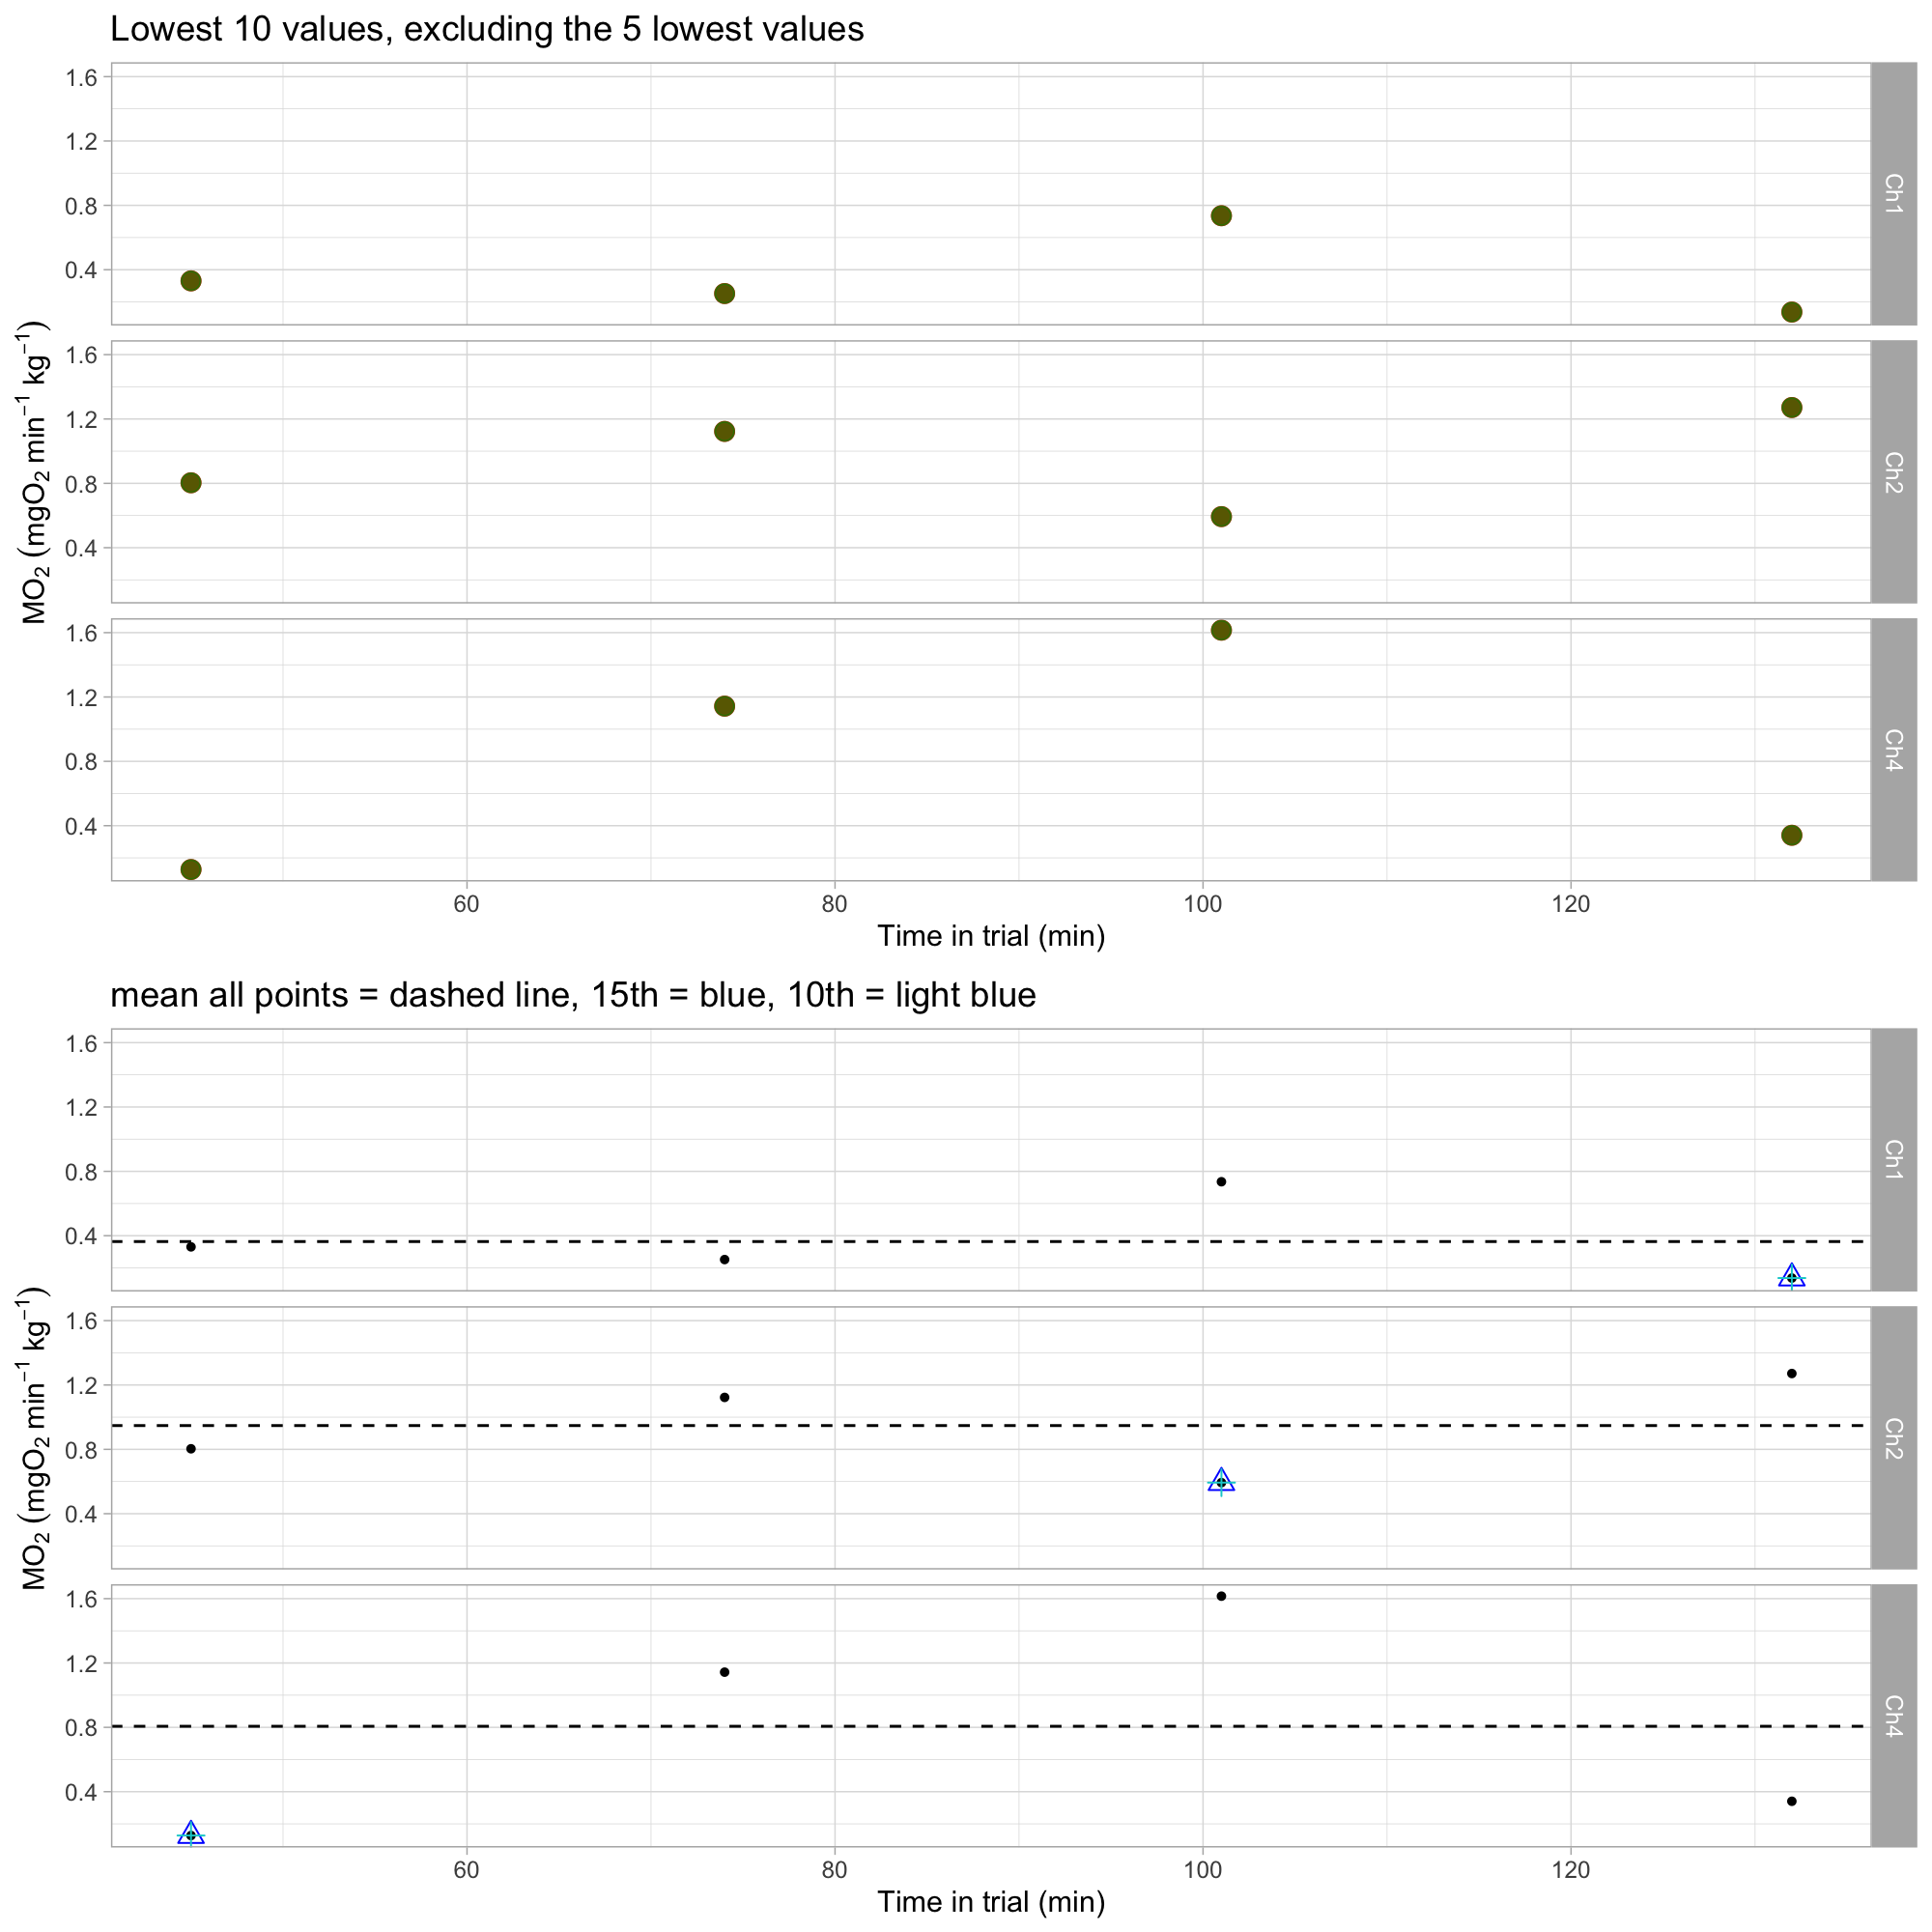 Lowest 10 values, excluding the 5 lowest values
1.6
1.2
0.8
0.4
Ch1
1.6
1.2
0.8
0.4
Ch2
1.6
1.2
0.8
0.4
Ch4
MO₂ (mgO₂ min⁻¹ kg⁻¹)
60 80 100 120
Time in trial (min)
mean all points = dashed line, 15th = blue, 10th = light blue
1.6
1.2
0.8
0.4
Ch1
1.6
1.2
0.8
0.4
Ch2
1.6
1.2
0.8
0.4
Ch4
MO₂ (mgO₂ min⁻¹ kg⁻¹)
60 80 100 120
Time in trial (min)